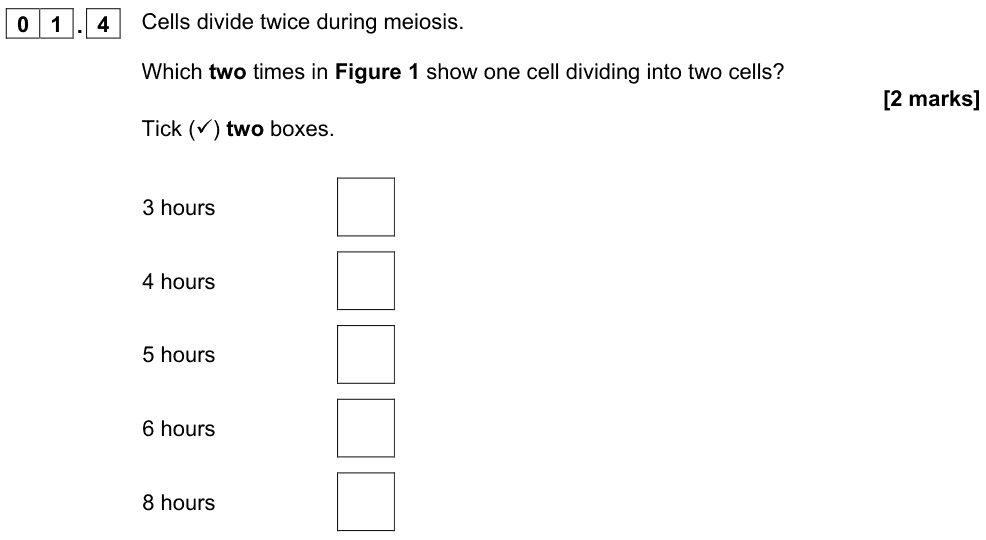 0 1 . 4 Cells divide twice during meiosis.
Which two times in Figure 1 show one cell dividing into two cells?
[2 marks]
Tick (✓) two boxes.
3 hours
4 hours
5 hours
6 hours
8 hours